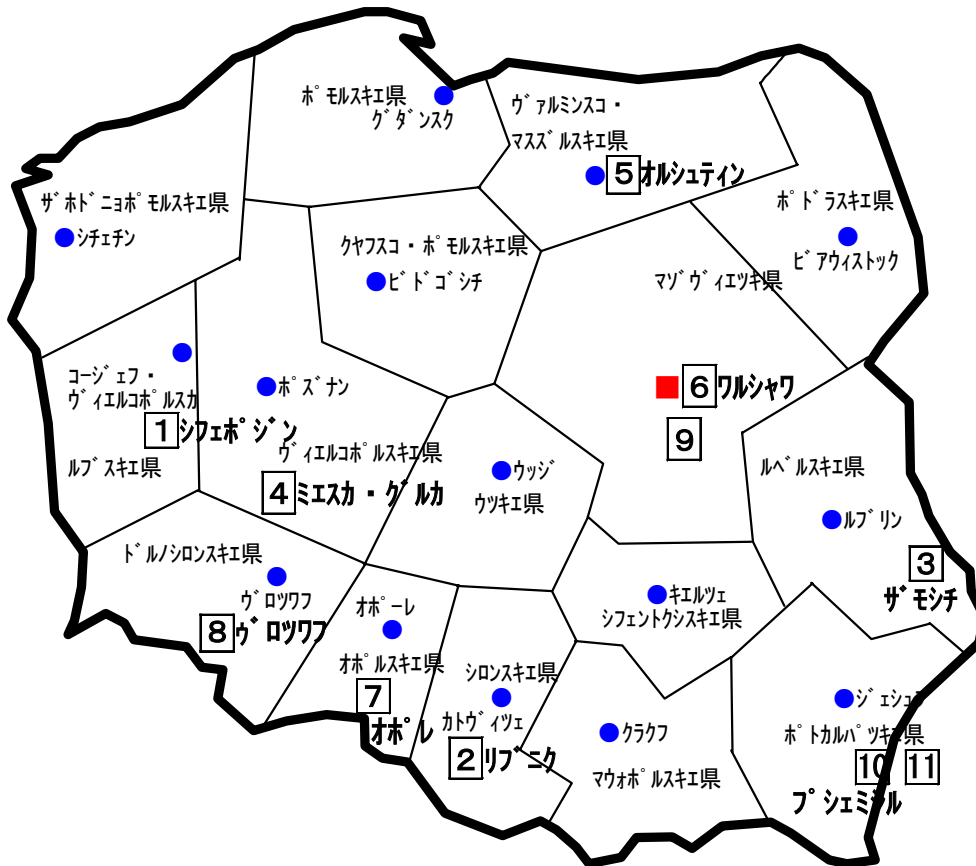 ポモルスキエ県
グダンスク
ヴァルミンスコ・
マスズルスキエ県
5 オルシュティン
ザホドニョポモルスキエ県
シチェチン
ポドラスキエ県
ビアウィストック
クヤフスコ・ポモルスキエ県
ビドゴシチ
マゾヴィエツキ県
コージェフ・
ヴィエルコポルスカ
1 シフェボジン
ルブスキエ県
ポズナン
ヴィエルコポルスキエ県
4 ミエスカ・グルカ
6 ワルシャワ
9
ウッジ
ウツキエ県
ルベルスキエ県
ルブリン
3
ザモシチ
ドルノシロンスキエ県
ヴロツワフ
8 ヴロツワフ
オポーレ
オポルスキエ県
7
オポレ
キエルツェ
シフェントクシスキエ県
シロンスキエ県
カトヴィツェ
2 リブニク
クラクフ
マウォポルスキエ県
ジェシュフ
ポトカルパツキエ県
10 11
プシェミシル